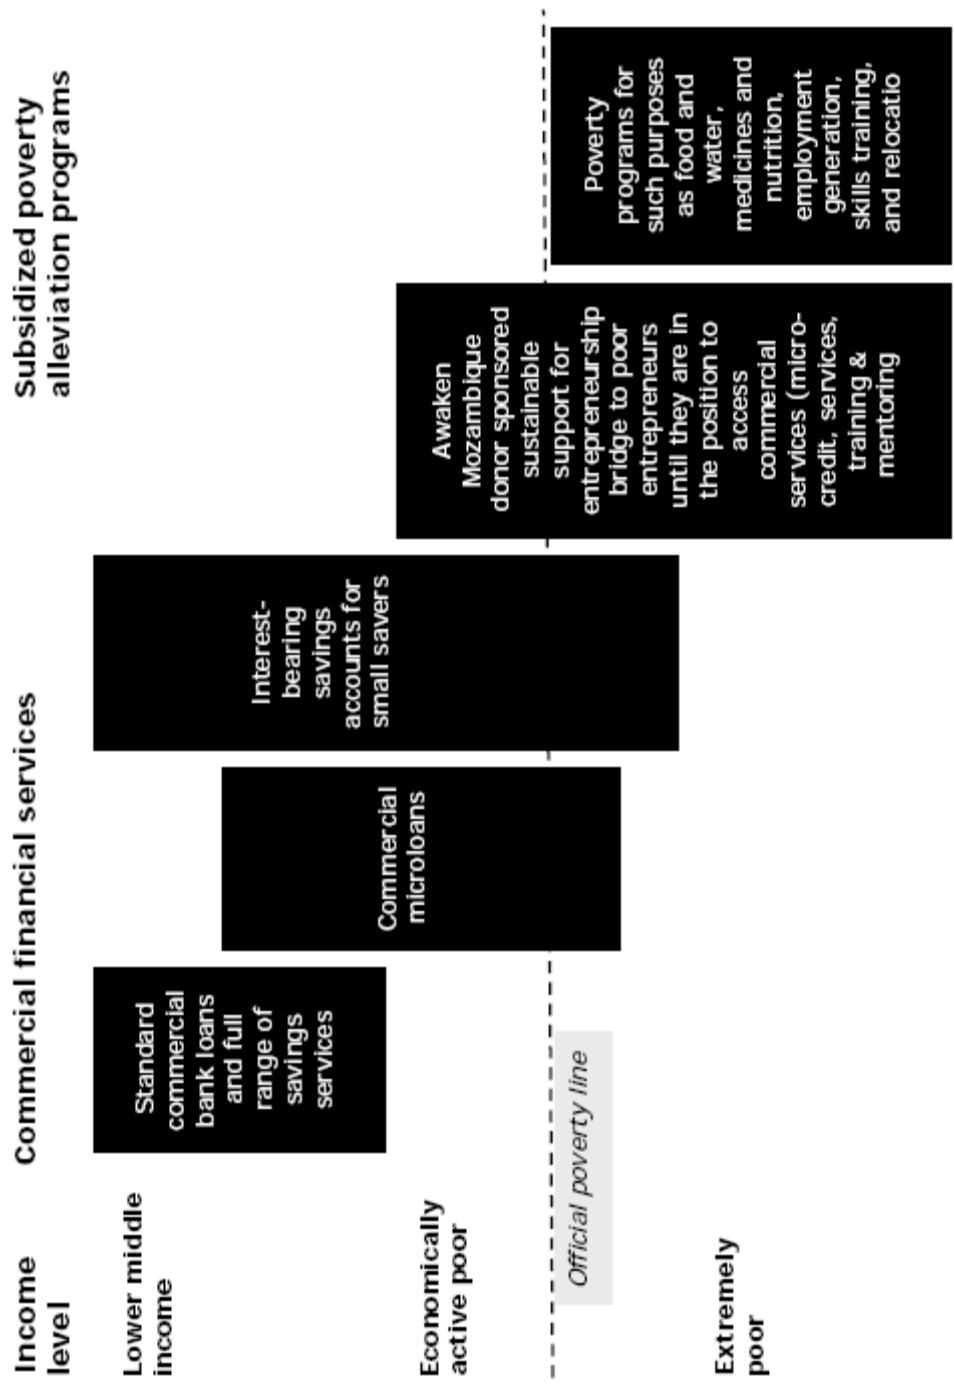 Income
level
Commercial financial services
Subsidized poverty
alleviation programs
Lower middle
income
Economically
active poor
Official poverty line
Extremely
poor
Standard
commercial
bank loans
and full
range of
savings
services
Commercial
microloans
Interest-
bearing
savings
accounts for
small savers
Awaken
Mozambique
donor sponsored
sustainable
support for
entrepreneurship
bridge to poor
entrepreneurs
until they are in
the position to
access
commercial
services (micro-
credit, services,
training &
mentoring
Poverty
programs for
such purposes
as food and
water,
medicines and
nutrition,
employment
generation,
skills training,
and relocatio